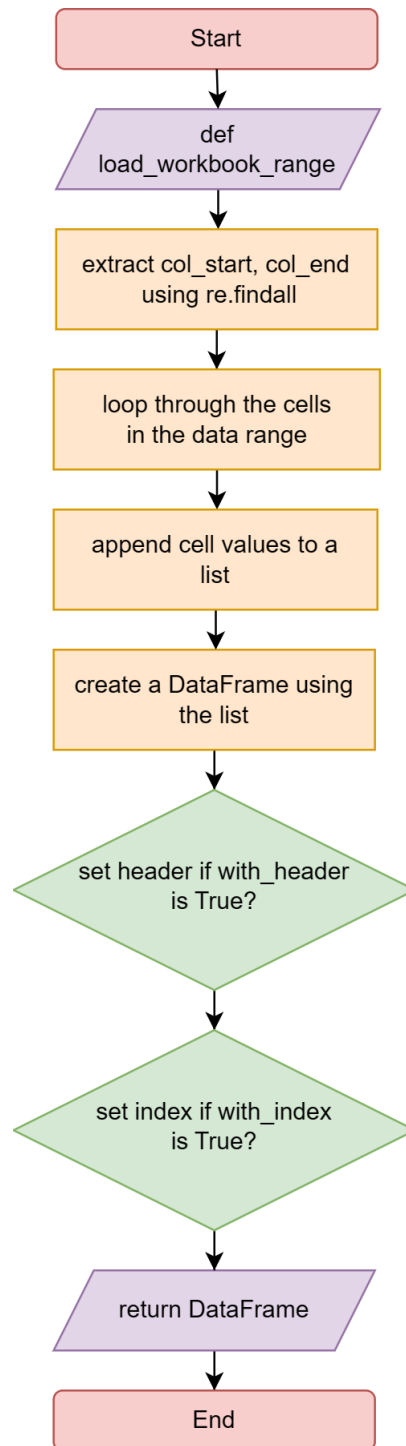 Start
def
load_workbook_range
extract col_start, col_end
using re.findall
loop through the cells
in the data range
append cell values to a
list
create a DataFrame using
the list
set header if with_header
is True?
set index if with_index
is True?
return DataFrame
End